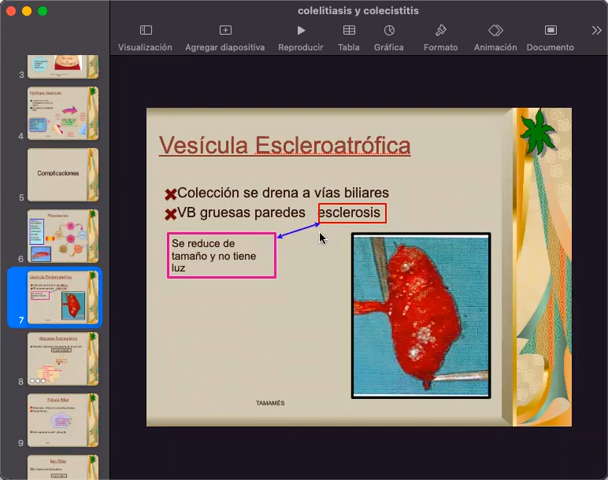 colelitiasis y colecistitis
Visualización
Agregar diapositiva
Reproducir
Tabla
Gráfica
Formato
Animación
Documento
3
4
5
Complicaciones
6
7
8
9
Vesícula Escleroatrófica
Colección se drena a vías biliares
VB gruesas paredes esclerosis
Se reduce de
tamaño y no tiene
luz
TAMAMÉS